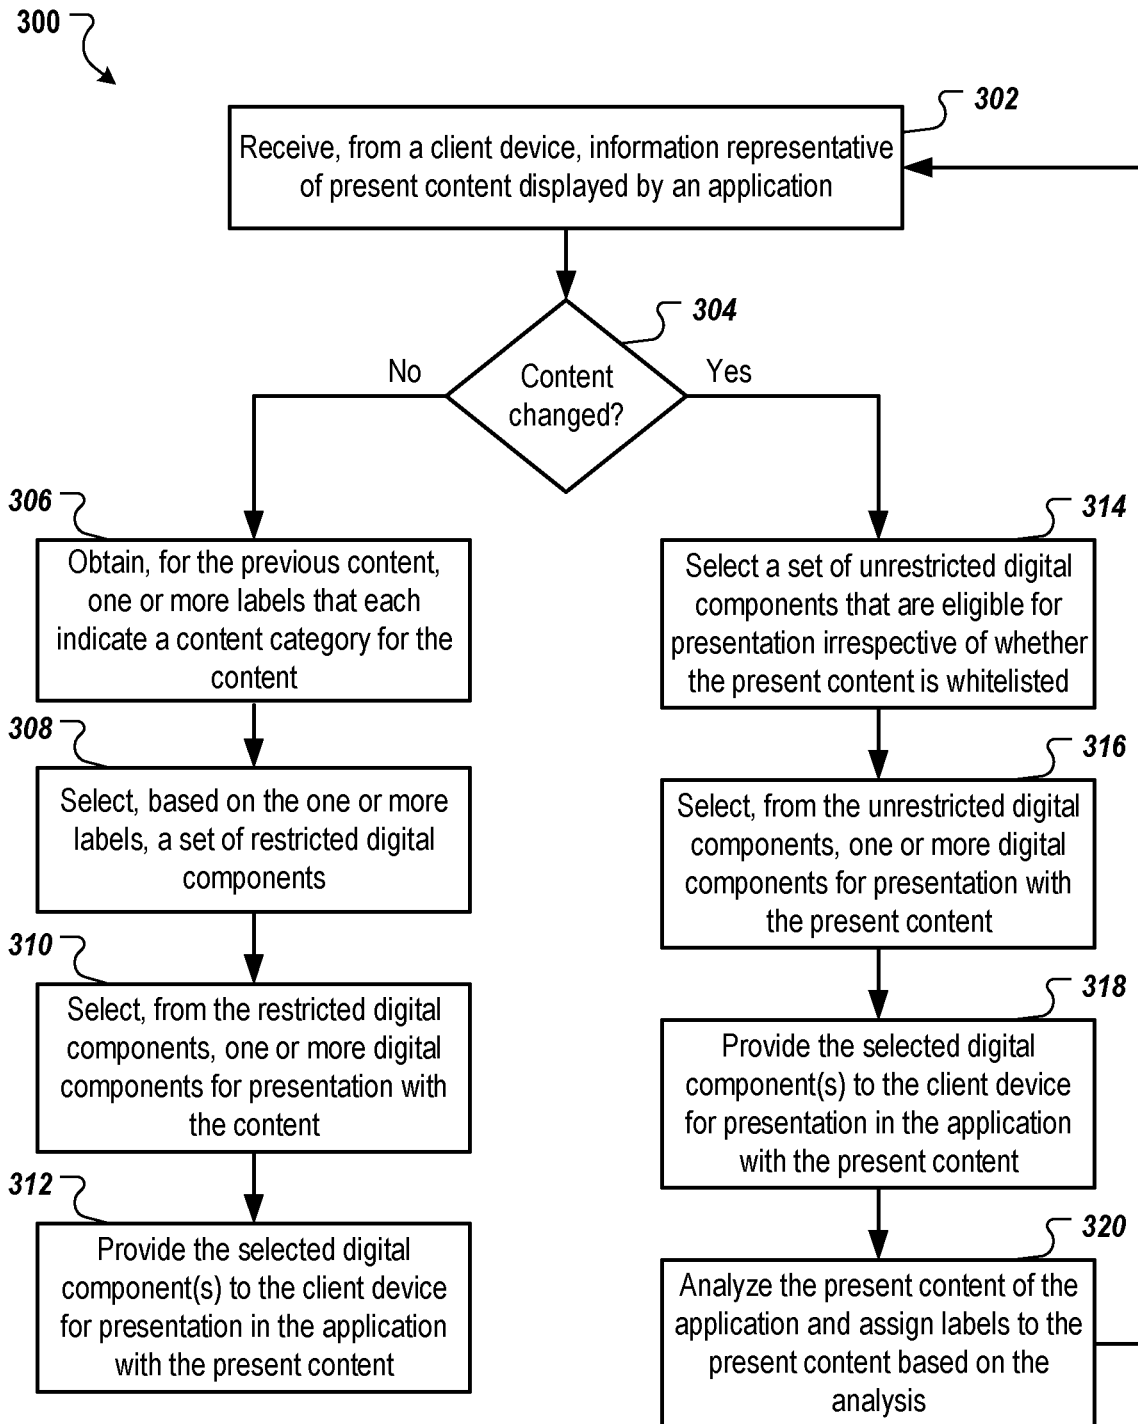 300
302
Receive, from a client device, information representative
of present content displayed by an application
304
Content
changed?
No
Yes
306
Obtain, for the previous content,
one or more labels that each
indicate a content category for the
content
308
Select, based on the one or more
labels, a set of restricted digital
components
310
Select, from the restricted digital
components, one or more digital
components for presentation with
the content
312
Provide the selected digital
component(s) to the client device
for presentation in the application
with the present content
314
Select a set of unrestricted digital
components that are eligible for
presentation irrespective of whether
the present content is whitelisted
316
Select, from the unrestricted digital
components, one or more digital
components for presentation with
the present content
318
Provide the selected digital
component(s) to the client device
for presentation in the application
with the present content
320
Analyze the present content of the
application and assign labels to the
present content based on the
analysis